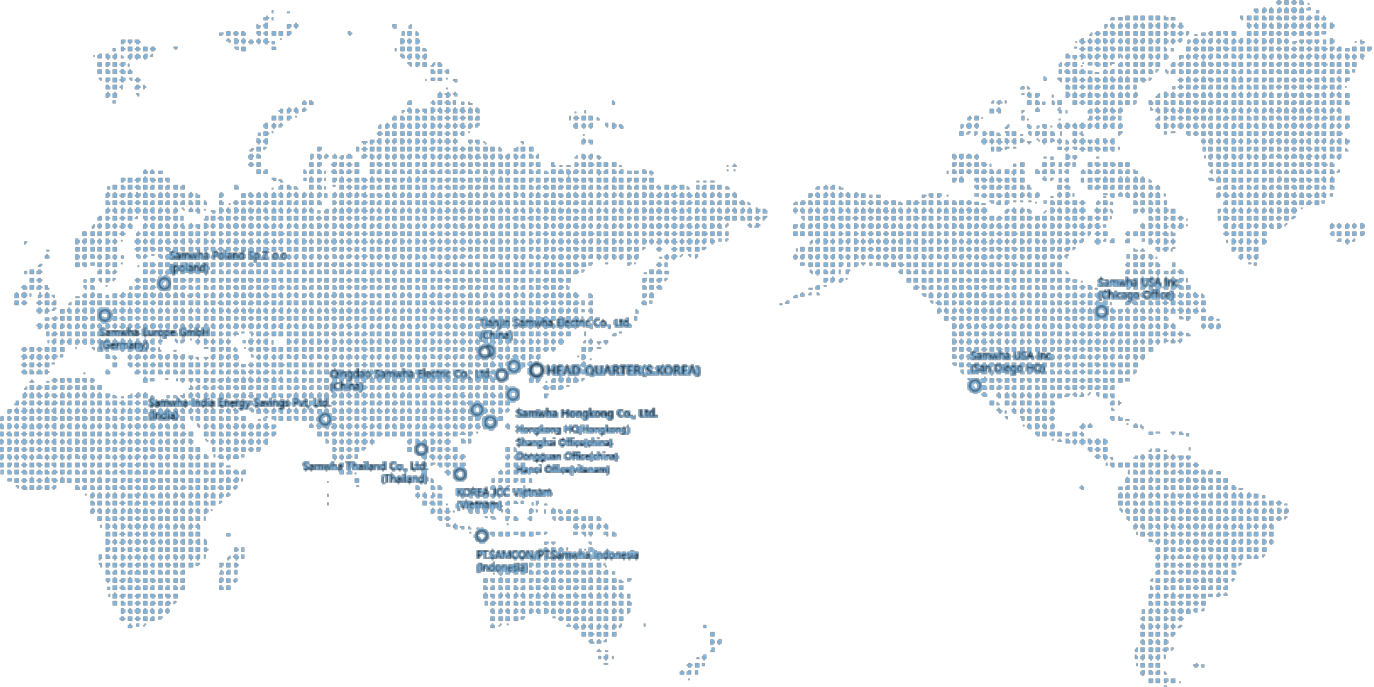 Samwha Poland Sp.Z o.o.
(poland)
Samwha Europe GmbH
(Germany)
Tianjin Samwha Electric Co., Ltd.
(China)
HEAD QUARTER(S.KOREA)
Qingdao Samwha Electric Co., Ltd.
(China)
Samwha India Energy Savings Pvt, Ltd.
(India)
Samwha Hongkong Co., Ltd.
Hongkong HQ(Hongkong)
Shanghai Office(china)
Dongguan Office(china)
Hanoi Office(vitenam)
Samwha Thailand Co., Ltd.
(Thailand)
KOREA JCC Vietnam
(Vietnam)
PT.SAMCON/PT.Samwha Indonesia
(Indonesia)
Samwha USA Inc.
(Chicago Office)
Samwha USA Inc.
(San Diego HQ)